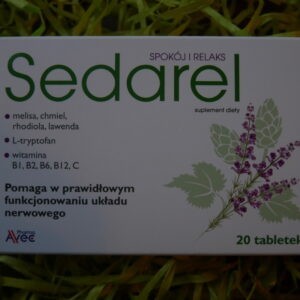 SPOKÓJ I RELAKS
Sedarel
suplement diety
• melisa, chmiel,
rhodiola, lawenda
• L-tryptofan
• witamina
B1, B2, B6, B12, C
Pomaga w prawidłowym
funkcjonowaniu układu
nerwowego
Pharma
Avec
20 tabletek